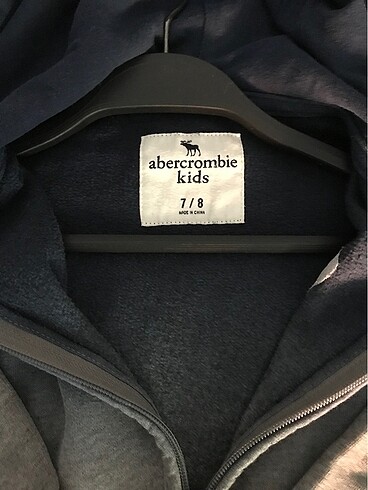 abercrombie
kids
7/8
MADE IN CHINA